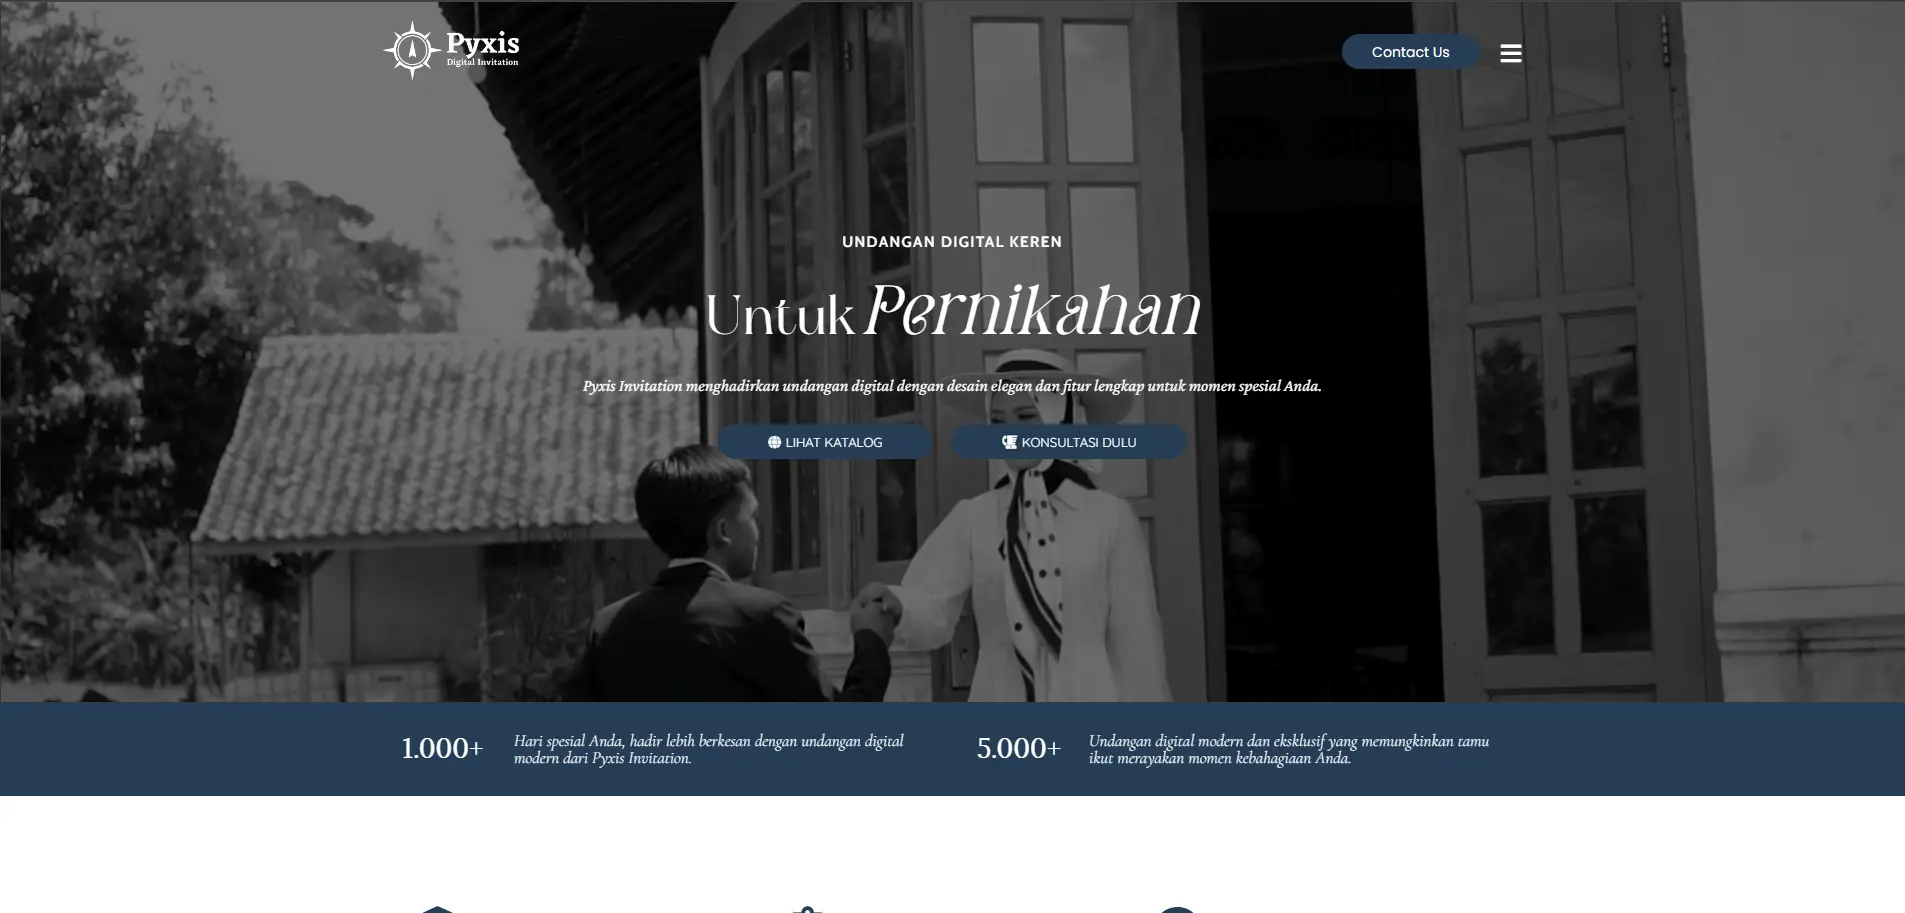 Pyxis
Digital Invitation
Contact Us
UNDANGAN DIGITAL KEREN
Untuk Pernikahan
Pyxis Invitation menghadirkan undangan digital dengan desain elegan dan fitur lengkap untuk momen spesial Anda.
LIHAT KATALOG
KONSULTASI DULU
1.000+
Hari spesial Anda, hadir lebih berkesan dengan undangan digital
modern dari Pyxis Invitation.
5.000+
Undangan digital modern dan eksklusif yang memungkinkan tamu
ikut merayakan momen kebahagiaan Anda.